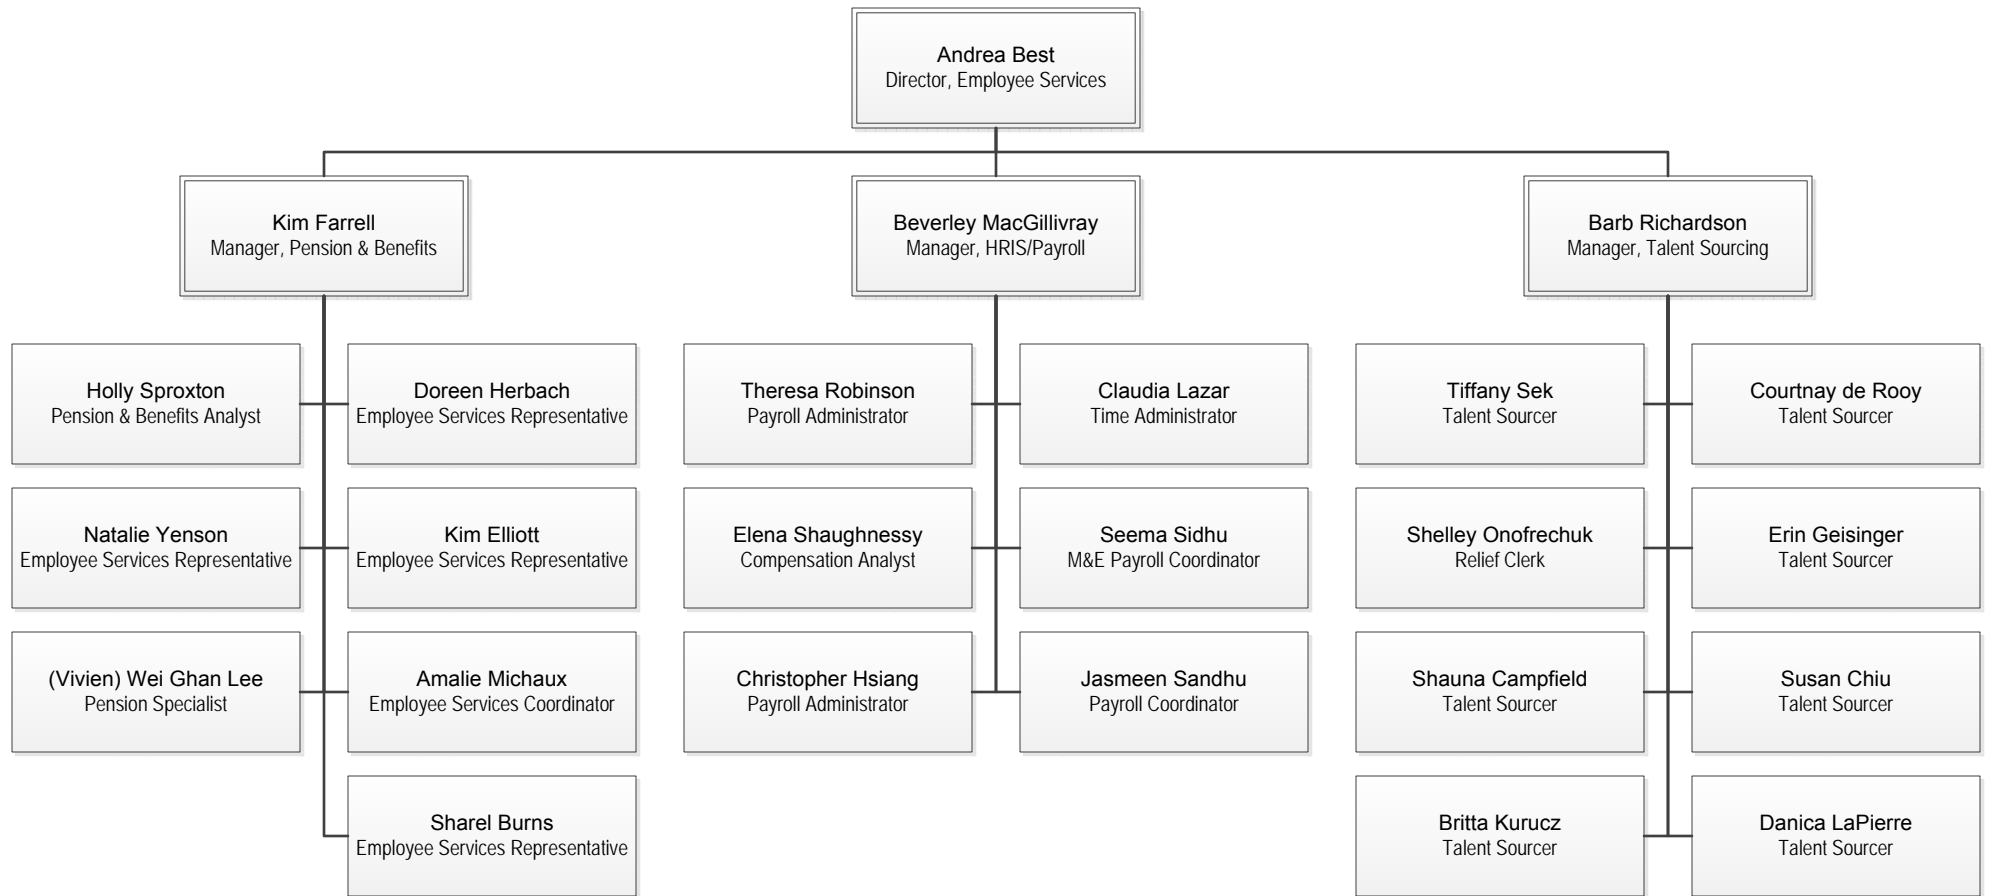 Andrea Best
Director, Employee Services
Kim Farrell
Manager, Pension & Benefits
Beverley MacGillivray
Manager, HRIS/Payroll
Barb Richardson
Manager, Talent Sourcing
Holly Sproxton
Pension & Benefits Analyst
Doreen Herbach
Employee Services Representative
Theresa Robinson
Payroll Administrator
Claudia Lazar
Time Administrator
Tiffany Sek
Talent Sourcer
Courtnay de Rooy
Talent Sourcer
Natalie Yenson
Employee Services Representative
Kim Elliott
Employee Services Representative
Elena Shaughnessy
Compensation Analyst
Seema Sidhu
M&E Payroll Coordinator
Shelley Onofrechuk
Relief Clerk
Erin Geisinger
Talent Sourcer
(Vivien) Wei Ghan Lee
Pension Specialist
Amalie Michaux
Employee Services Coordinator
Christopher Hsiang
Payroll Administrator
Jasmeen Sandhu
Payroll Coordinator
Shauna Campfield
Talent Sourcer
Susan Chiu
Talent Sourcer
Sharel Burns
Employee Services Representative
Britta Kurucz
Talent Sourcer
Danica LaPierre
Talent Sourcer